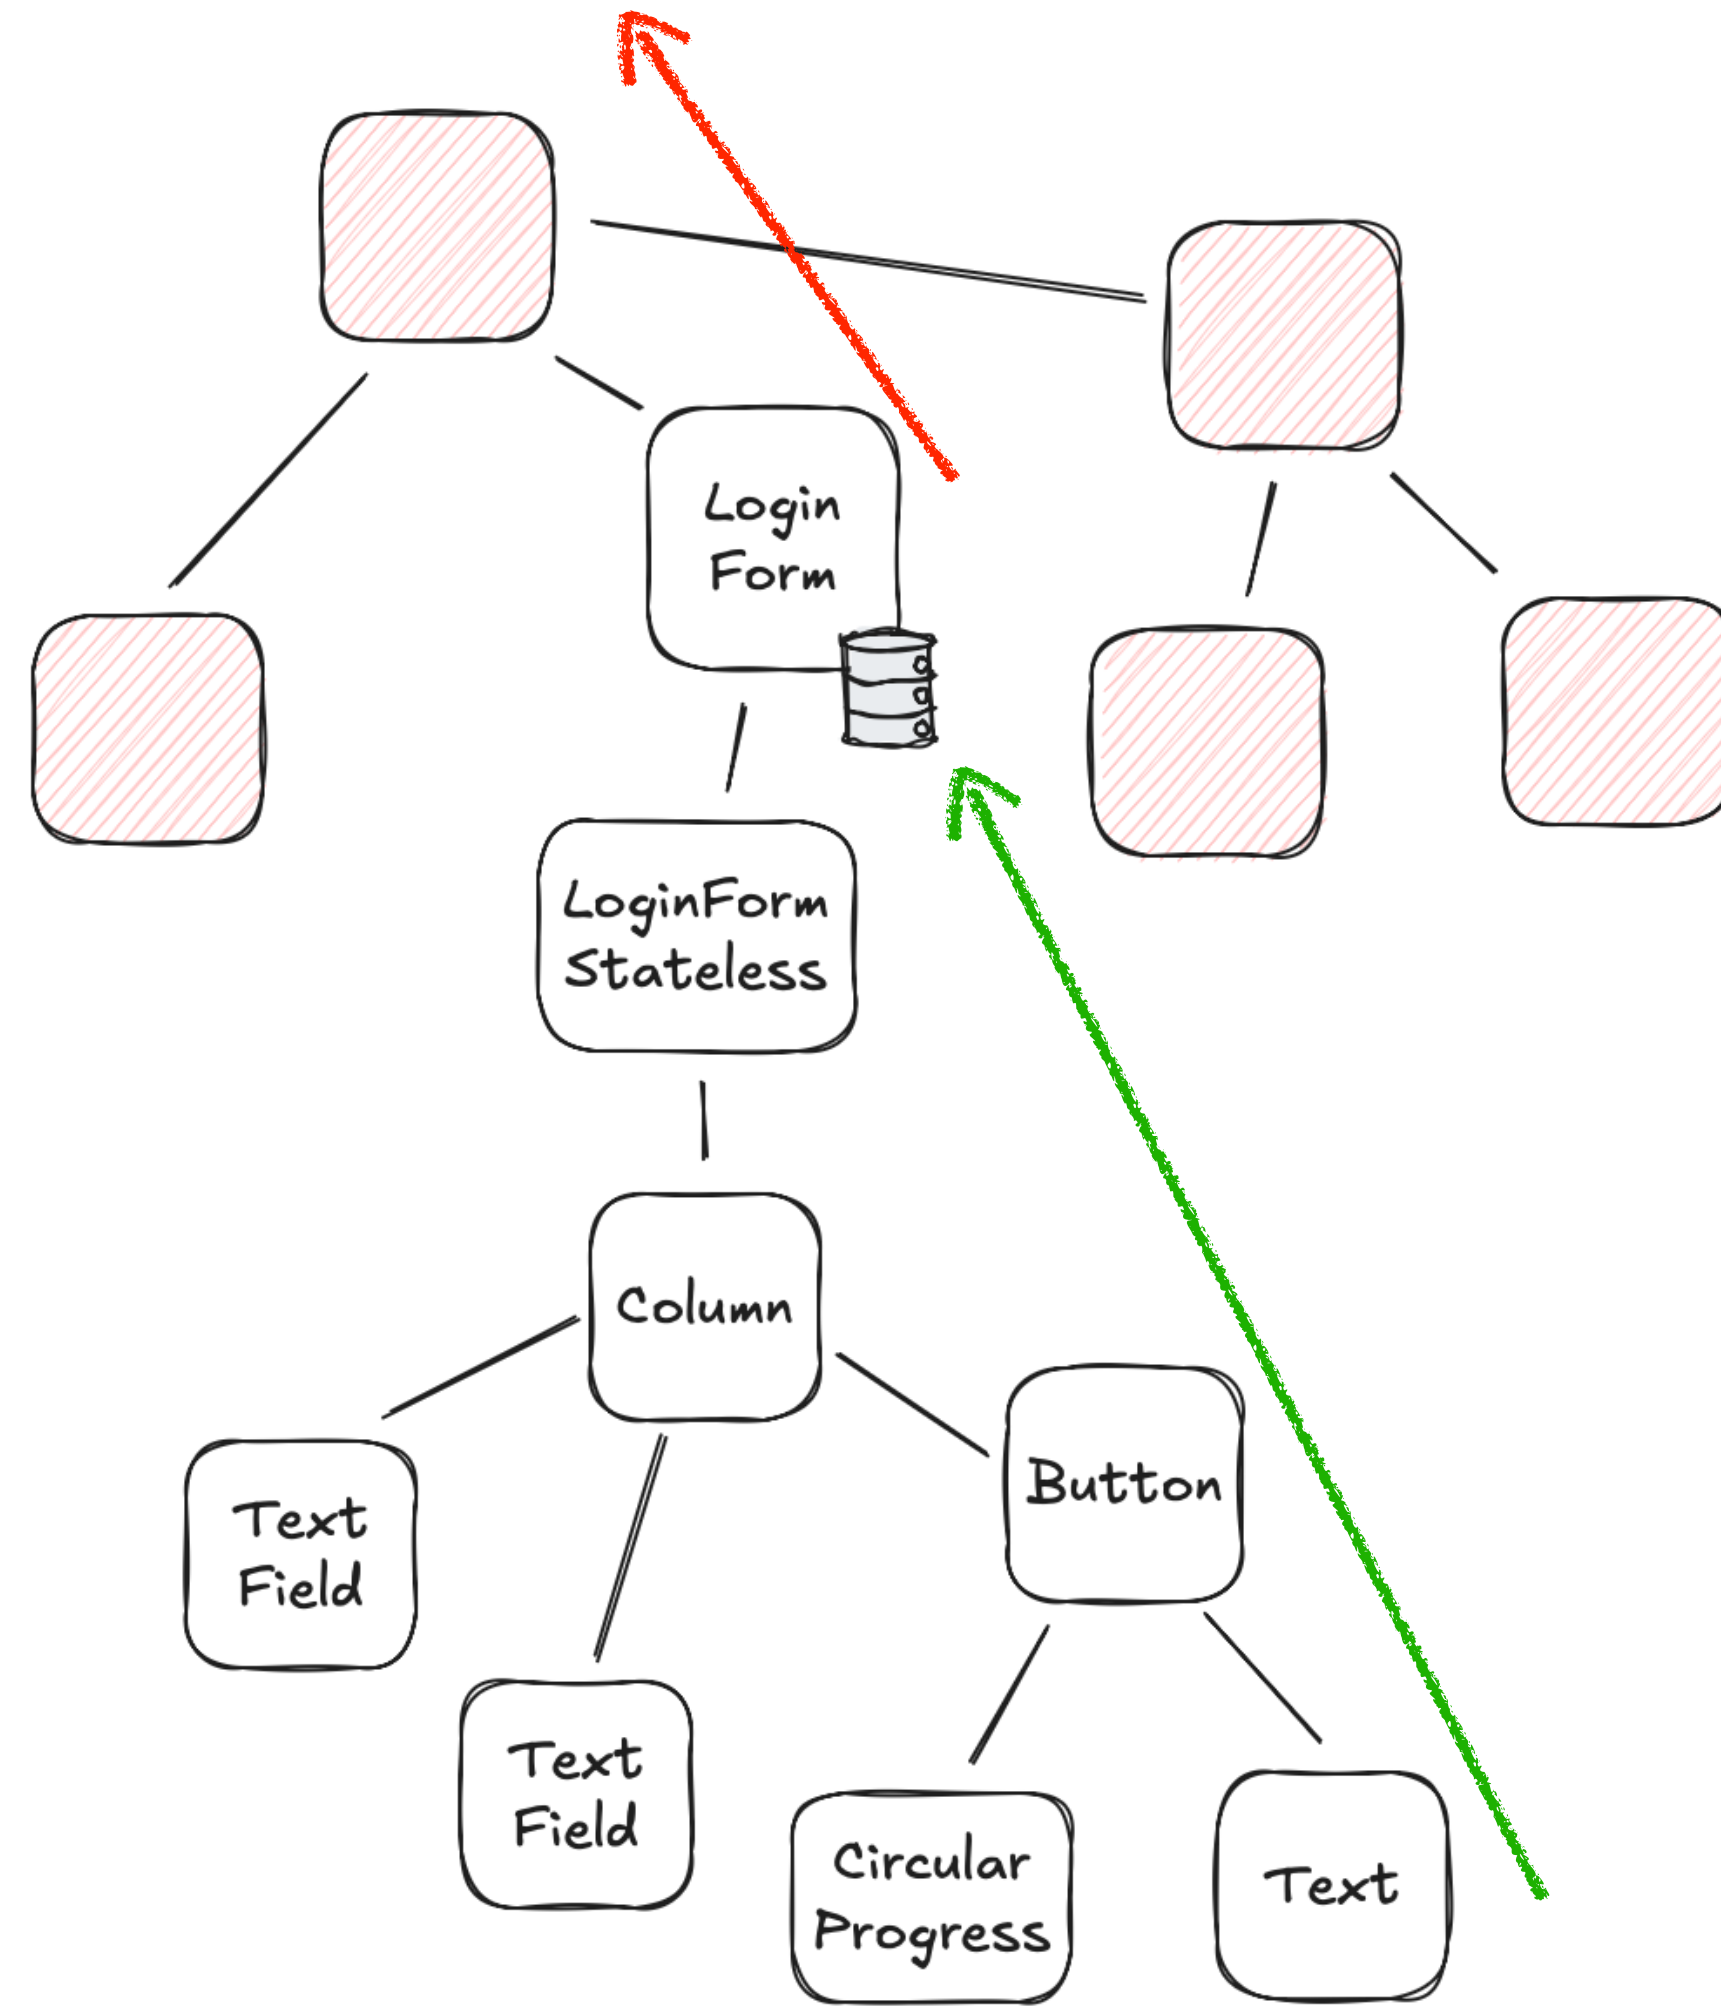 Login
Form
LoginForm
Stateless
Column
Button
Text
Field
Text
Field
Circular
Progress
Text